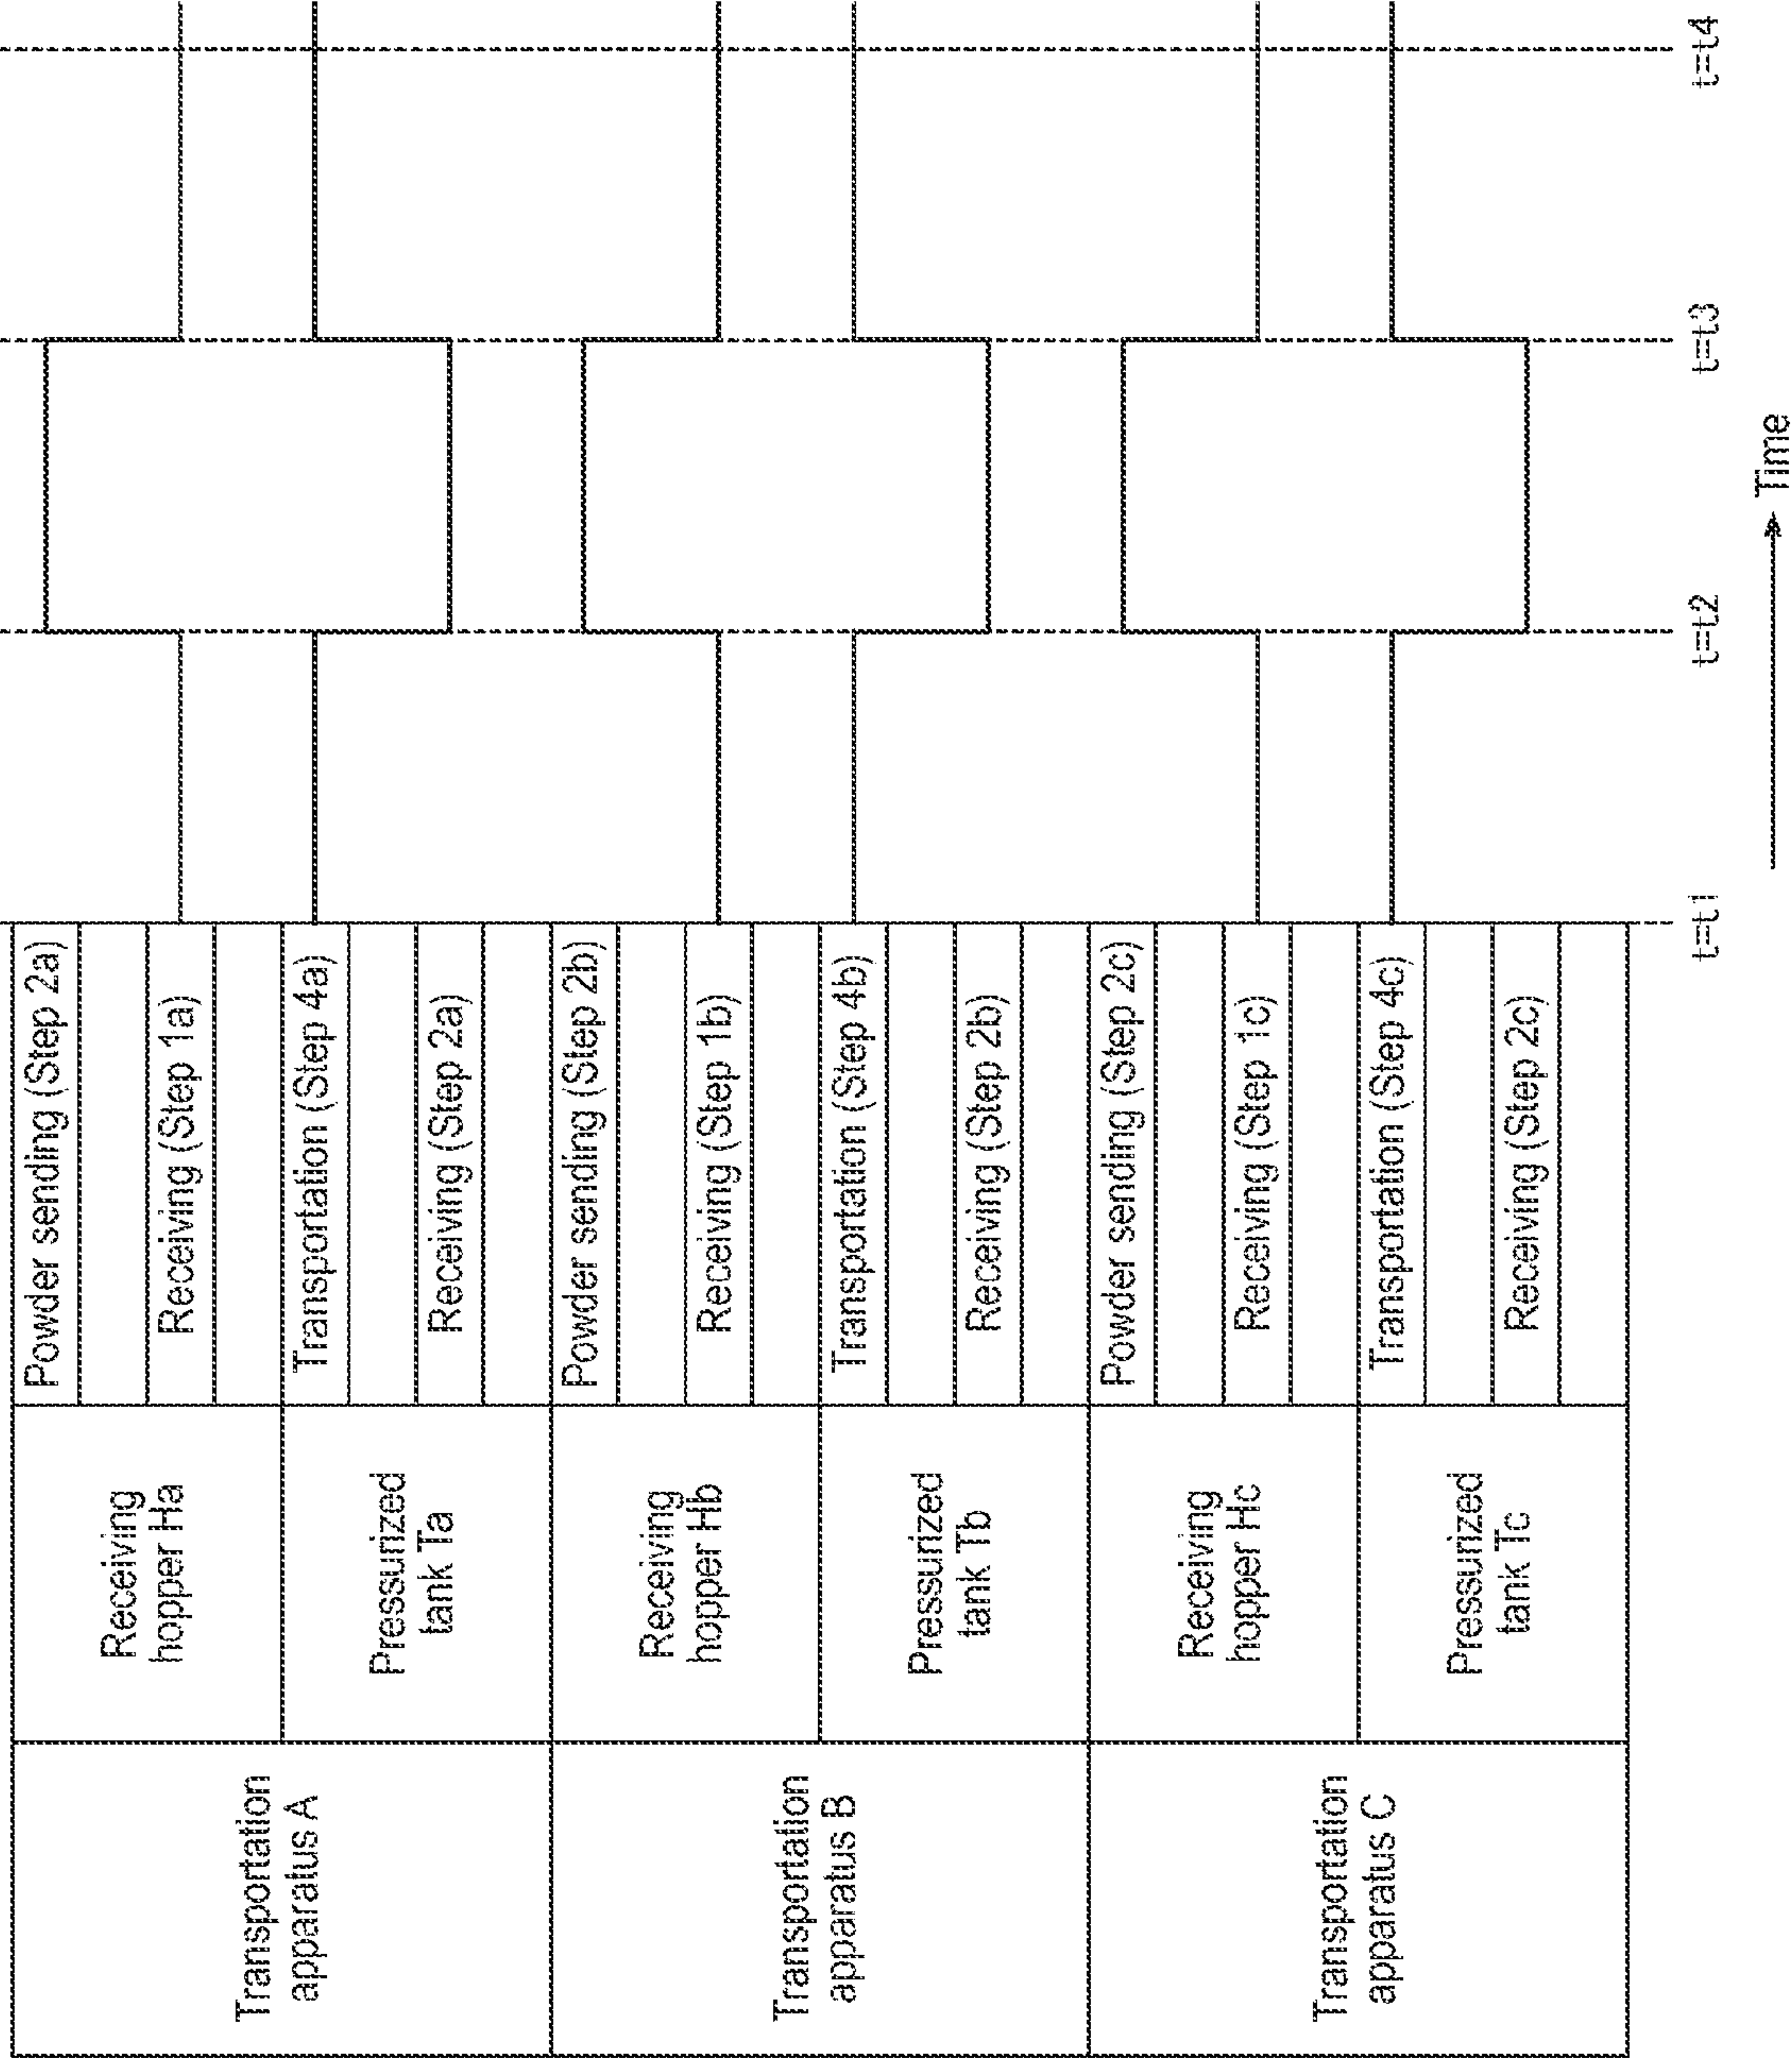 Transportation
apparatus A
Receiving
hopper Ha
Powder sending (Step 2a)
Receiving (Step 1a)
Pressurized
tank Ta
Transportation (Step 4a)
Receiving (Step 2a)
Transportation
apparatus B
Receiving
hopper Hb
Powder sending (Step 2b)
Receiving (Step 1b)
Pressurized
tank Tb
Transportation (Step 4b)
Receiving (Step 2b)
Transportation
apparatus C
Receiving
hopper Hc
Powder sending (Step 2c)
Receiving (Step 1c)
Pressurized
tank Tc
Transportation (Step 4c)
Receiving (Step 2c)
t=t1
t=t2
t=t3
t=t4
Time